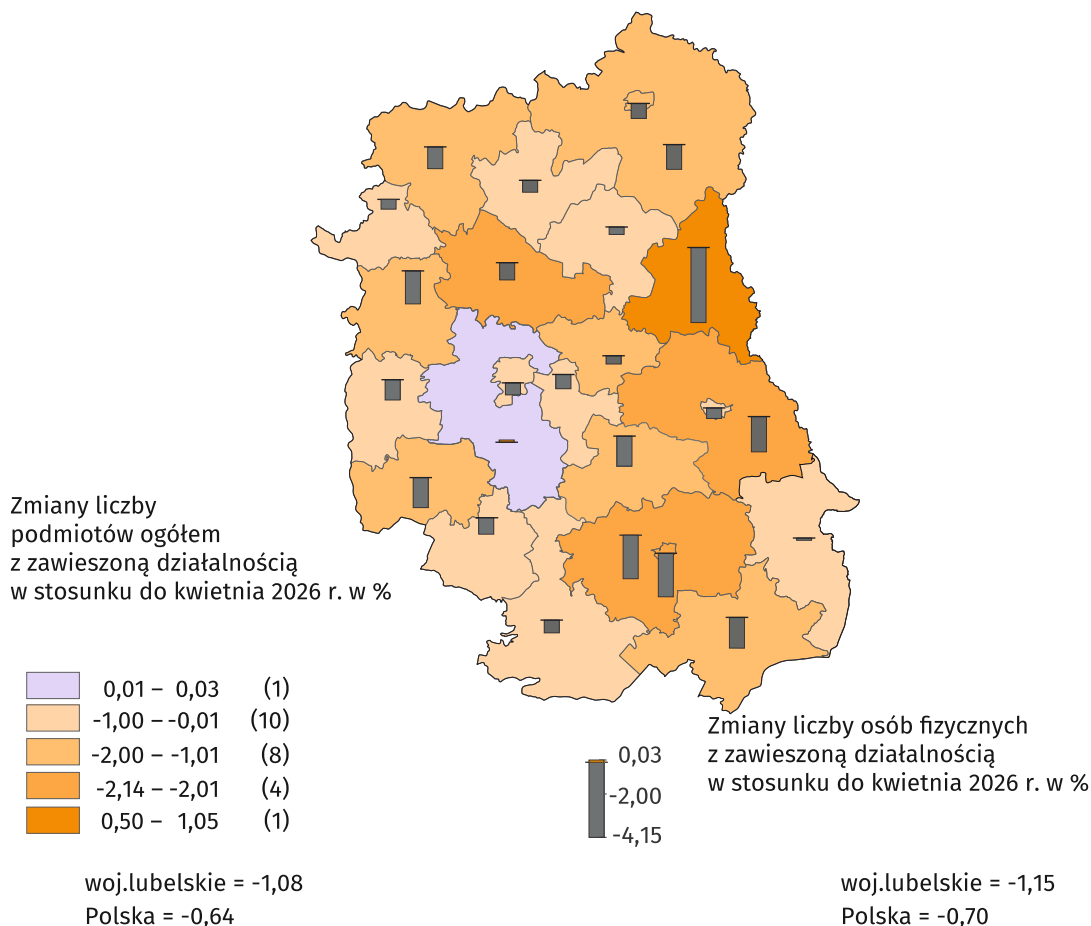 Zmiany liczby
podmiotów ogółem
z zawieszoną działalnością
w stosunku do kwietnia 2026 r. w %
0,01 – 0,03 (1)
-1,00 – -0,01 (10)
-2,00 – -1,01 (8)
-2,14 – -2,01 (4)
0,50 – 1,05 (1)
woj.lubelskie = -1,08
Polska = -0,64
Zmiany liczby osób fizycznych
z zawieszoną działalnością
w stosunku do kwietnia 2026 r. w %
0,03
-2,00
-4,15
woj.lubelskie = -1,15
Polska = -0,70